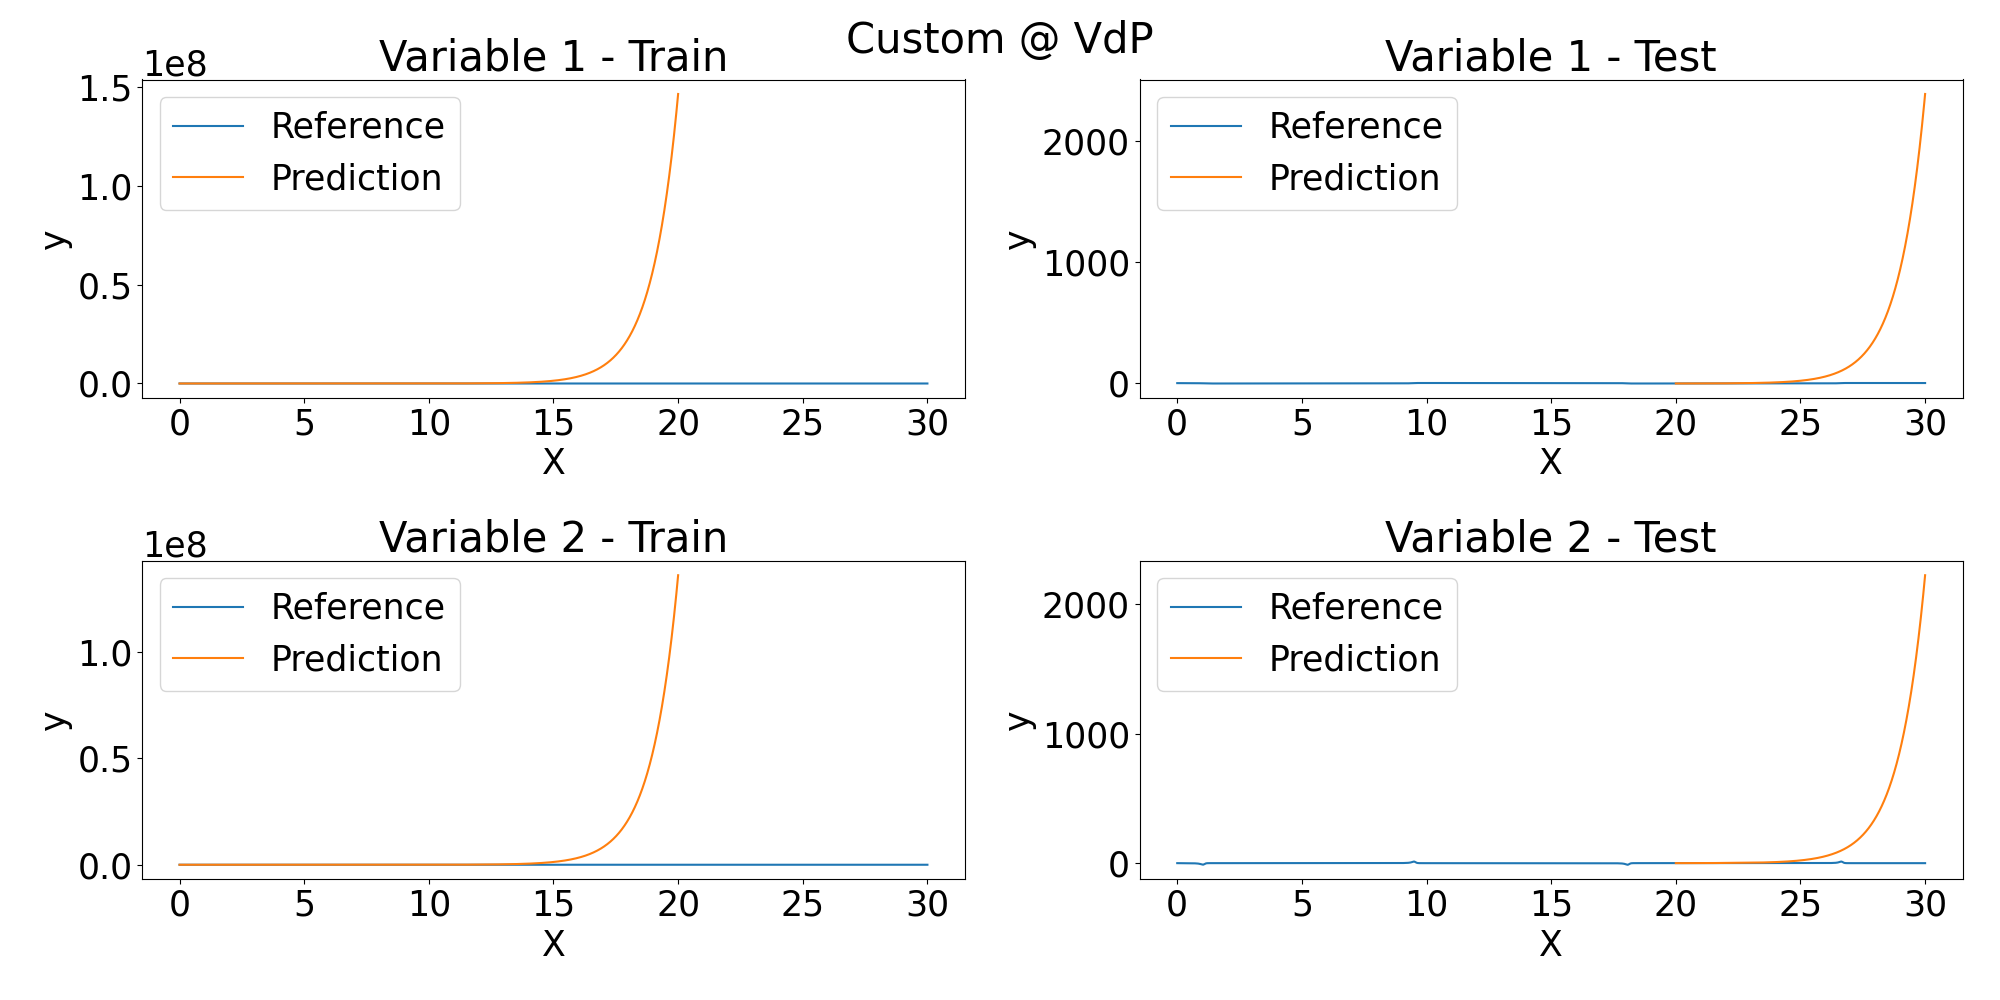 Custom @ VdP
Variable 1 - Train
1e8
1.5
1.0
0.5
0.0
y
Reference
Prediction
0 5 10 15 20 25 30
X
Variable 1 - Test
2000
1000
0
y
Reference
Prediction
0 5 10 15 20 25 30
X
Variable 2 - Train
1e8
1.0
0.5
0.0
y
Reference
Prediction
0 5 10 15 20 25 30
X
Variable 2 - Test
2000
1000
0
y
Reference
Prediction
0 5 10 15 20 25 30
X